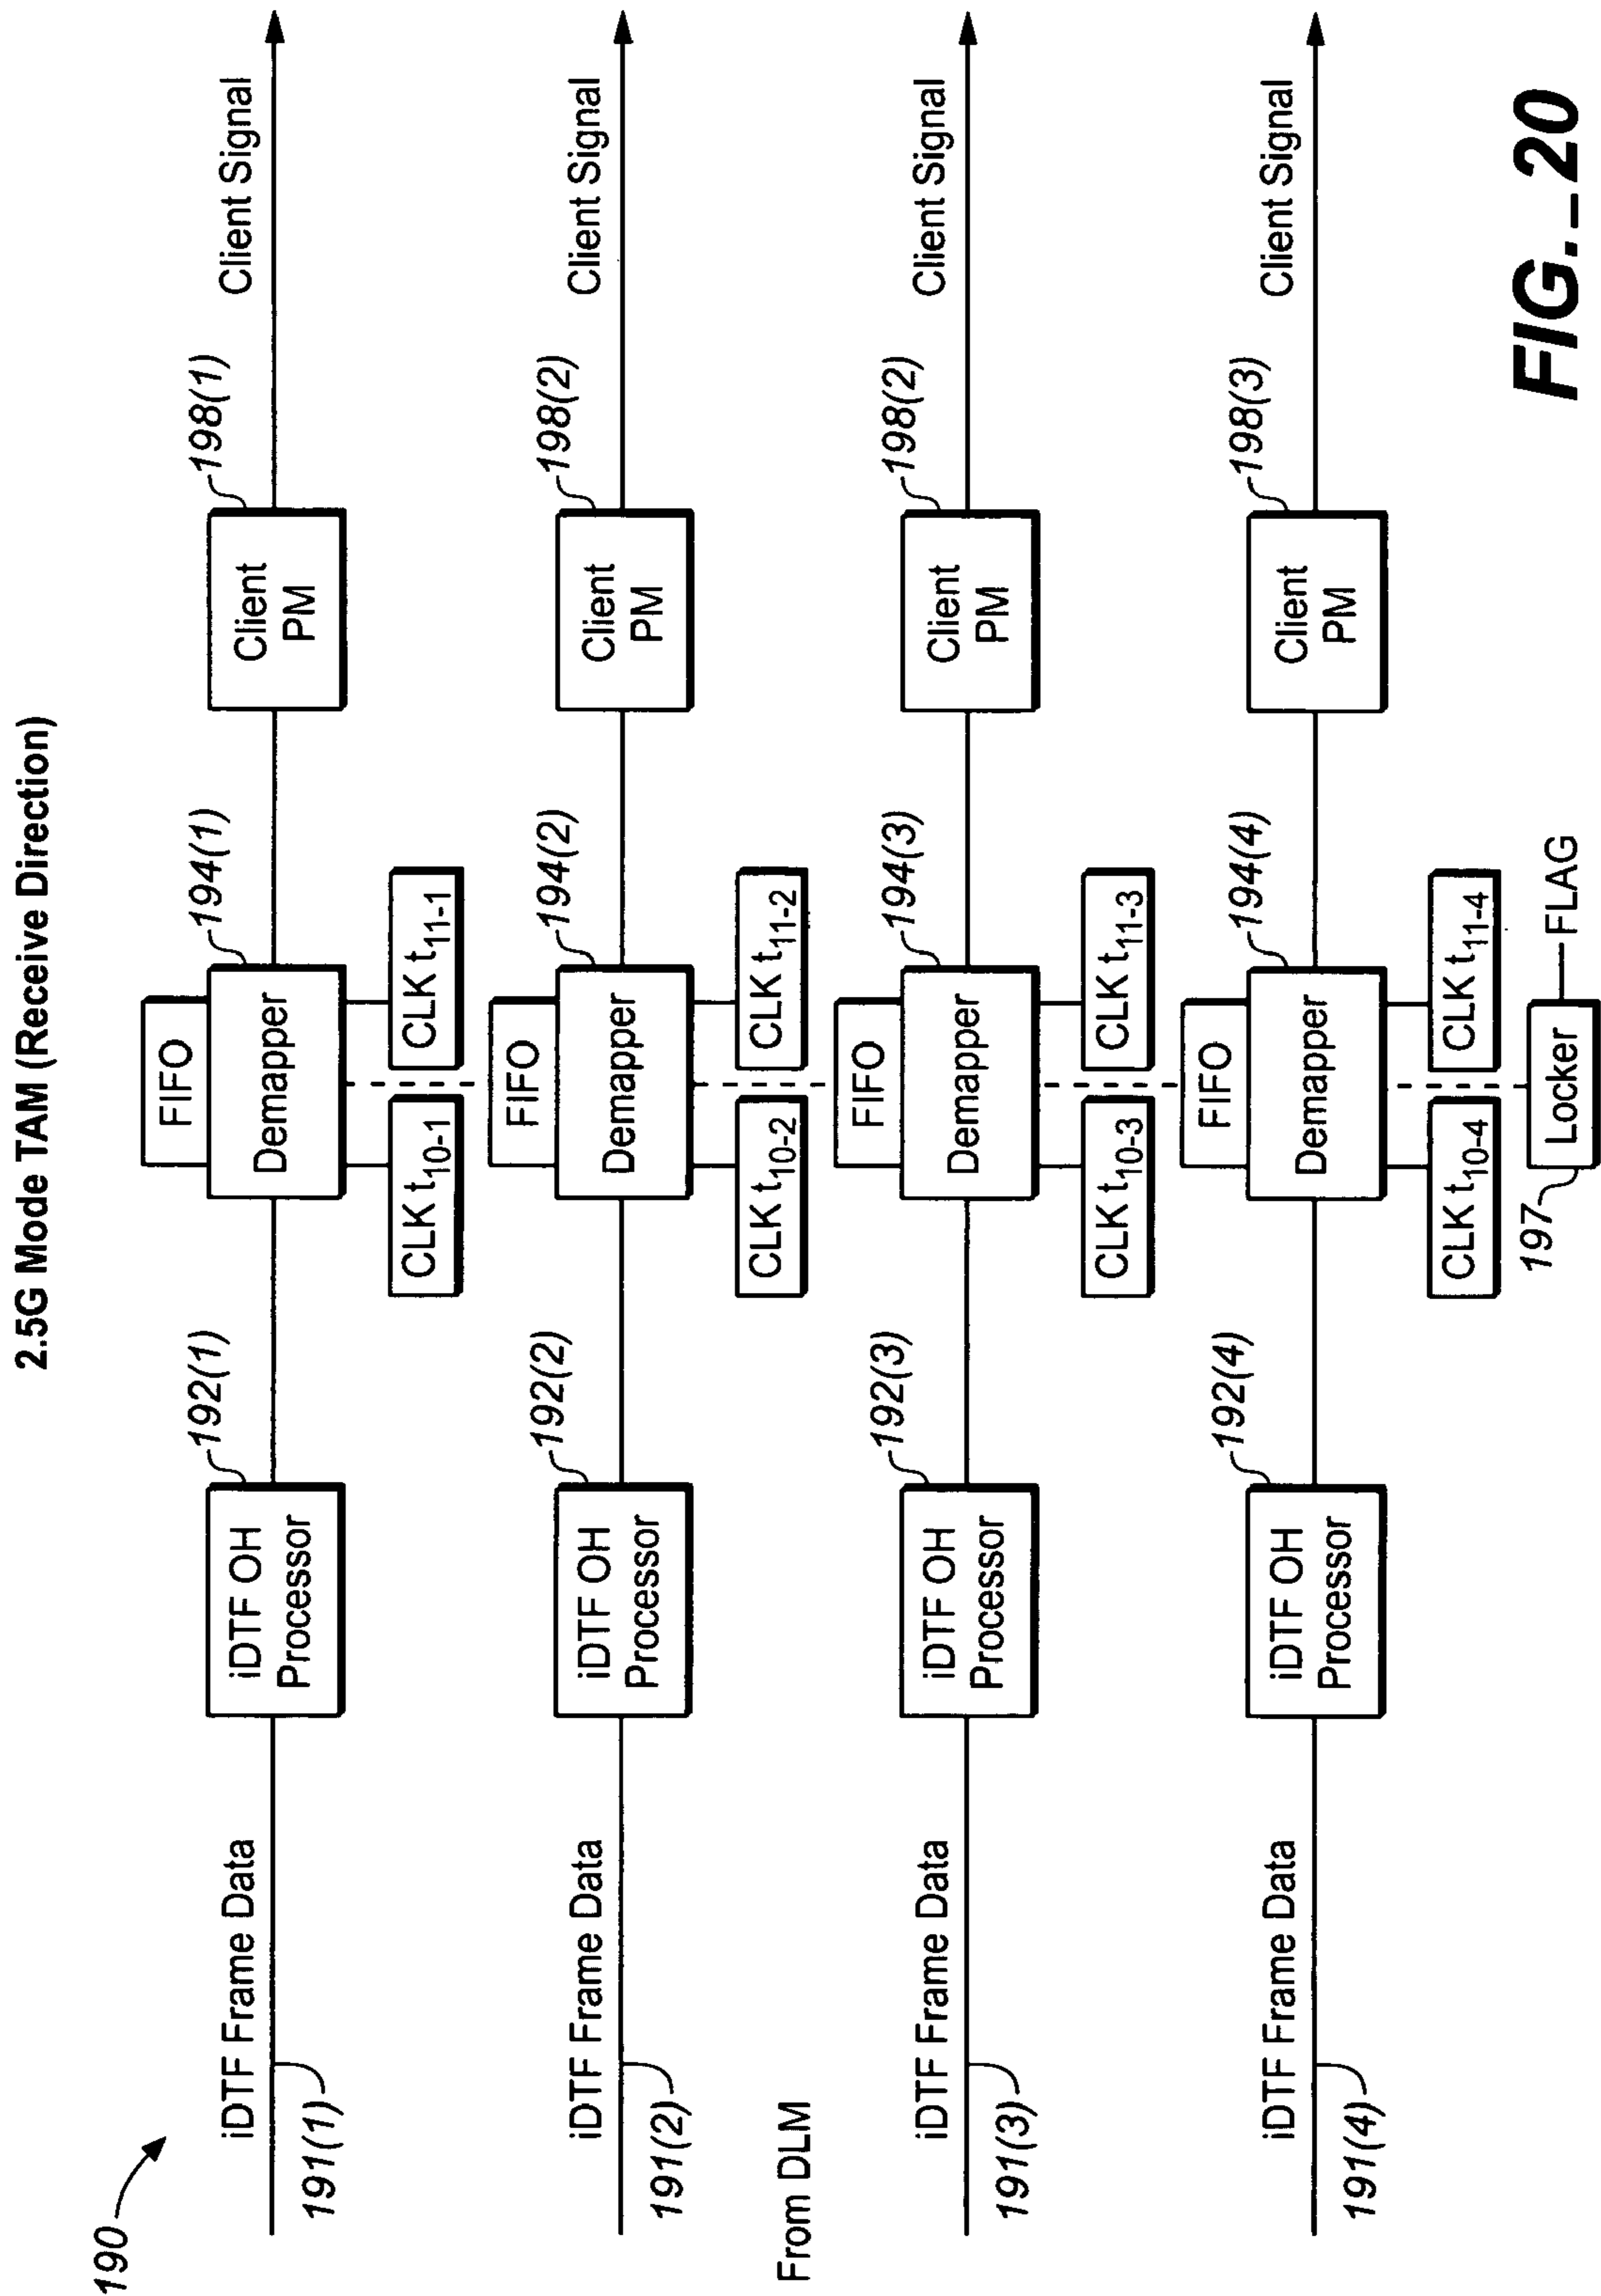 2.5G Mode TAM (Receive Direction)
190
iDTF Frame Data
191(1)
iDTF OH
Processor
192(1)
FIFO
Demapper
194(1)
CLK t10-1
CLK t11-1
Client
PM
198(1)
Client Signal
iDTF Frame Data
191(2)
iDTF OH
Processor
192(2)
FIFO
Demapper
194(2)
CLK t10-2
CLK t11-2
Client
PM
198(2)
Client Signal
From DLM
iDTF Frame Data
191(3)
iDTF OH
Processor
192(3)
FIFO
Demapper
194(3)
CLK t10-3
CLK t11-3
Client
PM
198(2)
Client Signal
iDTF Frame Data
191(4)
iDTF OH
Processor
192(4)
FIFO
Demapper
194(4)
CLK t10-4
CLK t11-4
Client
PM
198(3)
Client Signal
197
Locker
FLAG
FIG._20